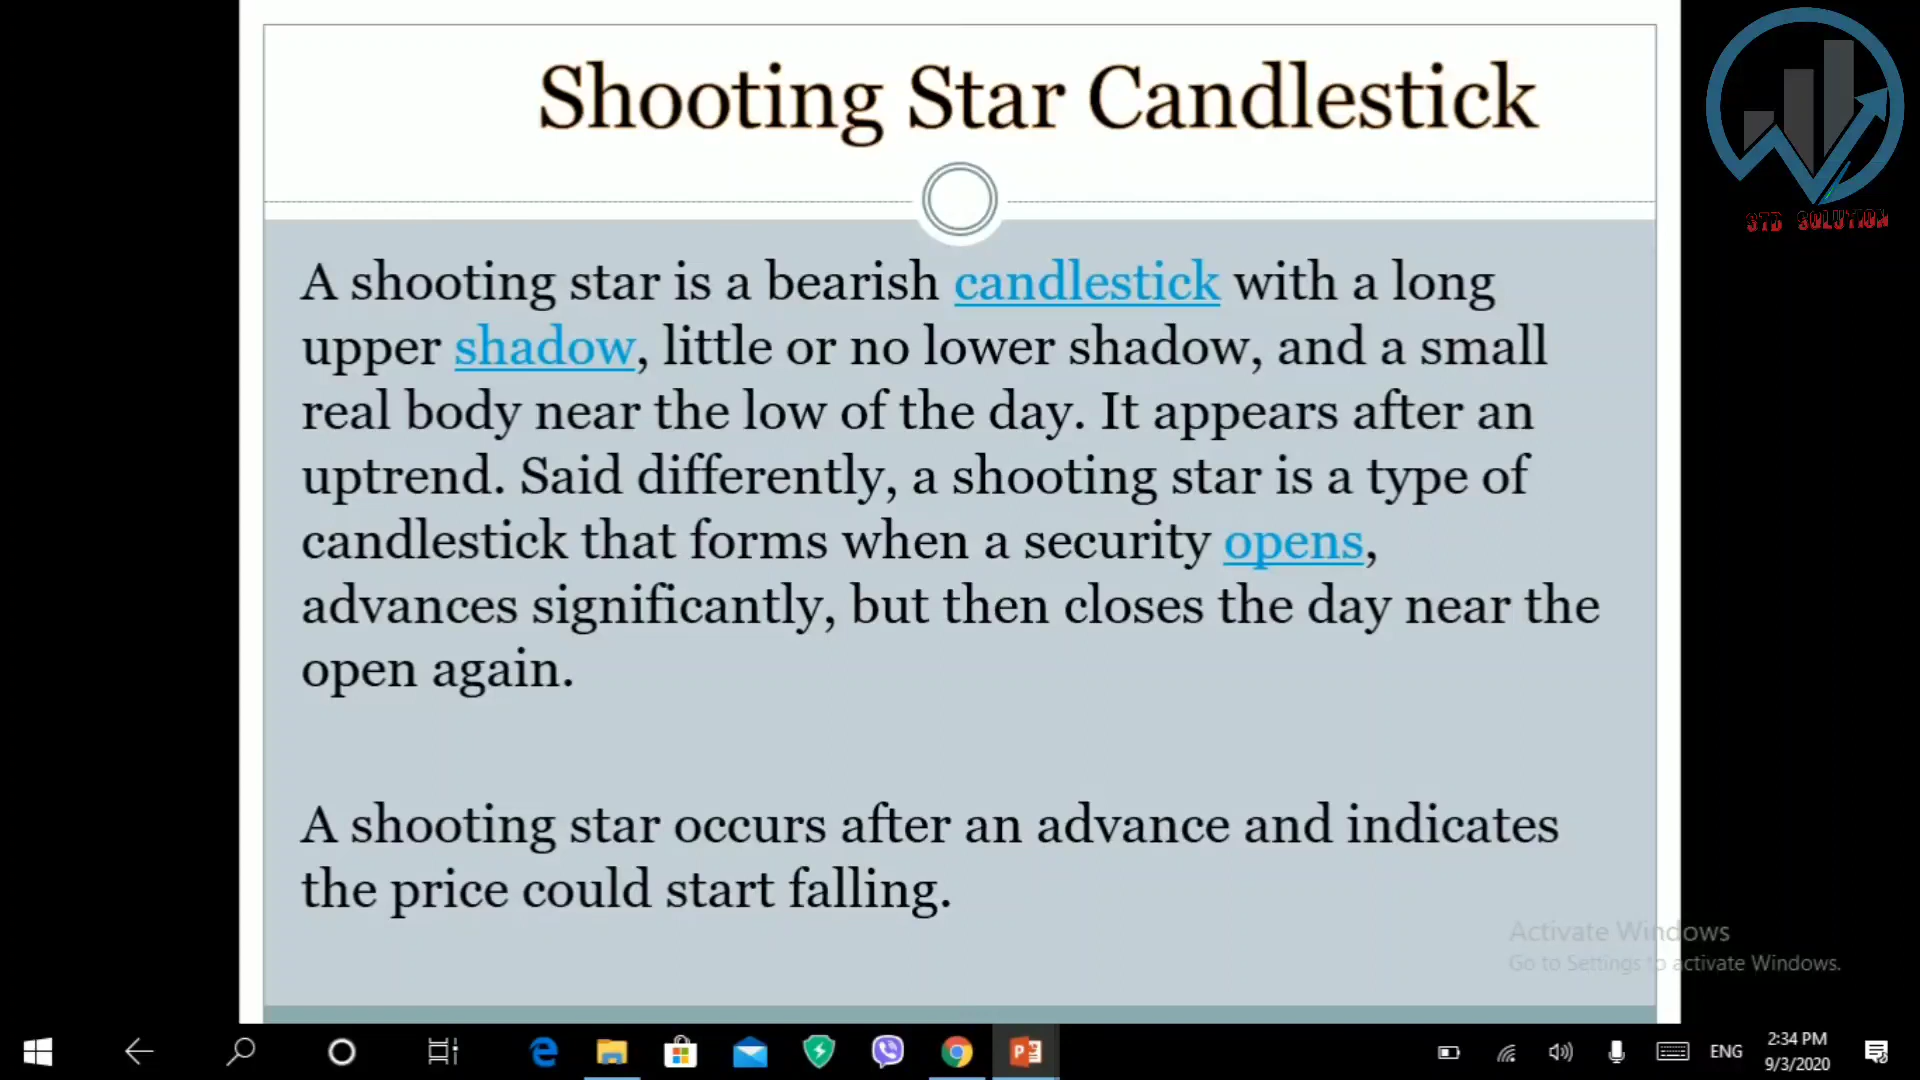 Shooting Star Candlestick
STD SOLUTION
A shooting star is a bearish candlestick with a long
upper shadow, little or no lower shadow, and a small
real body near the low of the day. It appears after an
uptrend. Said differently, a shooting star is a type of
candlestick that forms when a security opens,
advances significantly, but then closes the day near the
open again.
A shooting star occurs after an advance and indicates
the price could start falling.
Activate Windows
Go to Settings to activate Windows.
ENG
2:34 PM
9/3/2020